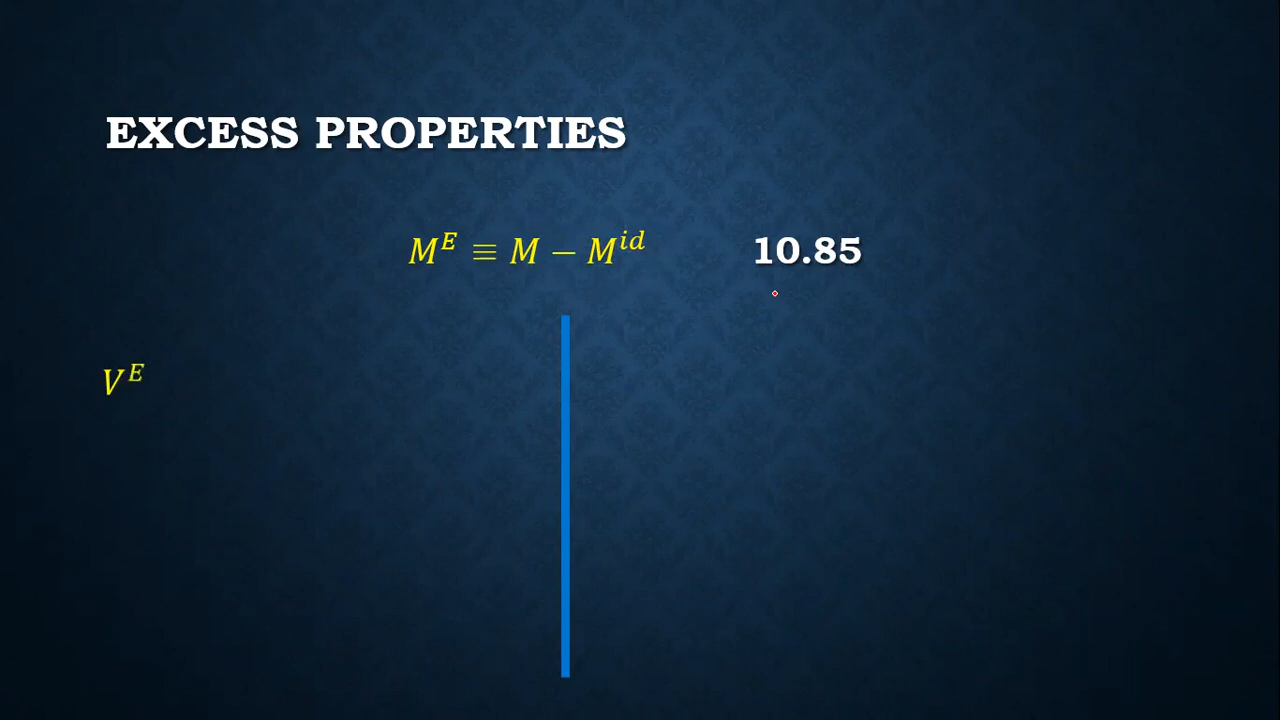 EXCESS PROPERTIES
M^E ≡ M − M^id 10.85
V^E